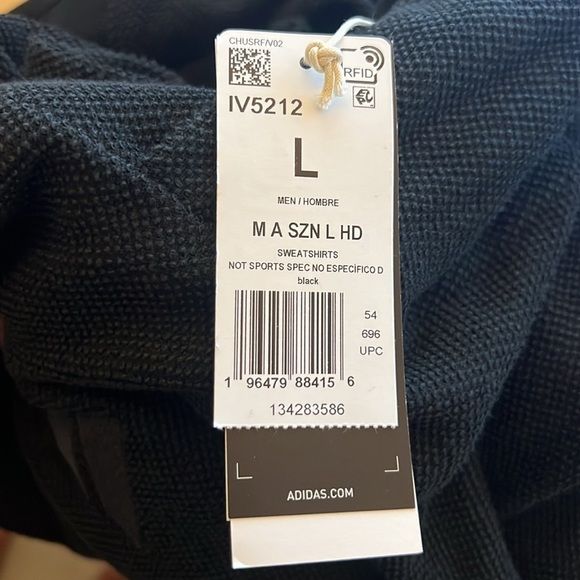 CHUSRF/V02
RFID
IV5212
L
MEN / HOMBRE
M A SZN L HD
SWEATSHIRTS
NOT SPORTS SPEC NO ESPECÍFICO D
black
54
696
UPC
1 96479 88415 6
134283586
ADIDAS.COM